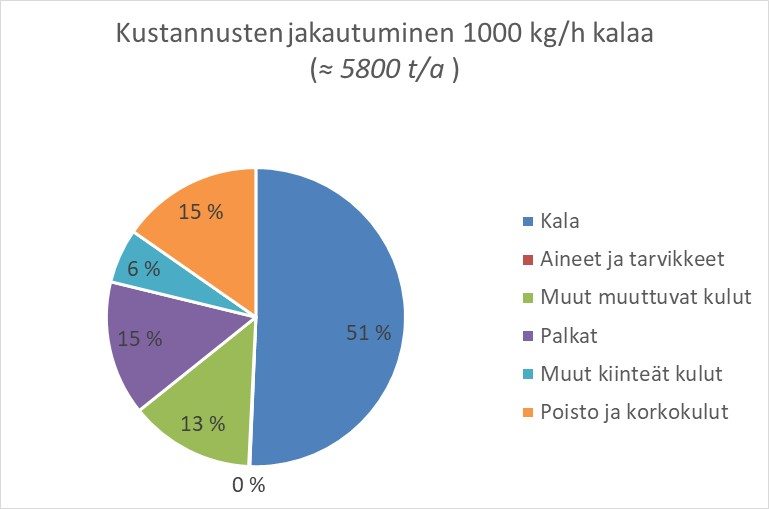 Kustannusten jakautuminen 1000 kg/h kalaa
(≈ 5800 t/a )
15 %
6 %
15 %
13 %
0 %
51 %
Kala
Aineet ja tarvikkeet
Muut muuttuvat kulut
Palkat
Muut kiinteät kulut
Poisto ja korkokulut